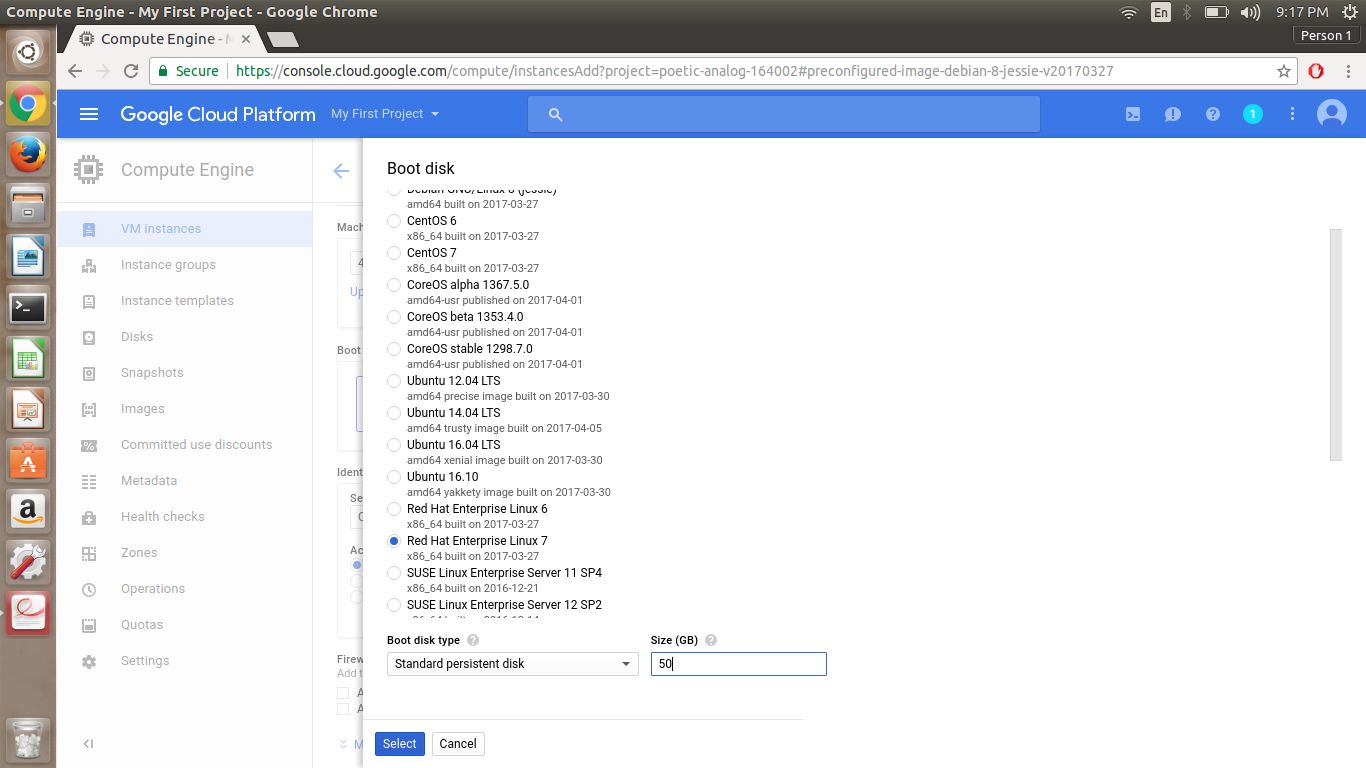 Compute Engine - My First Project - Google Chrome
En
9:17 PM
Compute Engine -
Person 1
Secure
https://console.cloud.google.com/compute/instancesAdd?project=poetic-analog-164002#preconfigured-image-debian-8-jessie-v20170327
Google Cloud Platform
My First Project
1
Compute Engine
VM instances
Instance groups
Instance templates
Disks
Snapshots
Images
Committed use discounts
Metadata
Health checks
Zones
Operations
Quotas
Settings
Mach
4
Up
Boot
Ident
Se
Ac
Firew
Add t
A
A
M
Boot disk
Debian GNU/Linux 8 (jessie)
amd64 built on 2017-03-27
CentOS 6
x86_64 built on 2017-03-27
CentOS 7
x86_64 built on 2017-03-27
CoreOS alpha 1367.5.0
amd64-usr published on 2017-04-01
CoreOS beta 1353.4.0
amd64-usr published on 2017-04-01
CoreOS stable 1298.7.0
amd64-usr published on 2017-04-01
Ubuntu 12.04 LTS
amd64 precise image built on 2017-03-30
Ubuntu 14.04 LTS
amd64 trusty image built on 2017-04-05
Ubuntu 16.04 LTS
amd64 xenial image built on 2017-03-30
Ubuntu 16.10
amd64 yakkety image built on 2017-03-30
Red Hat Enterprise Linux 6
x86_64 built on 2017-03-27
Red Hat Enterprise Linux 7
x86_64 built on 2017-03-27
SUSE Linux Enterprise Server 11 SP4
x86_64 built on 2016-12-21
SUSE Linux Enterprise Server 12 SP2
Boot disk type
Size (GB)
Standard persistent disk
50
Select
Cancel